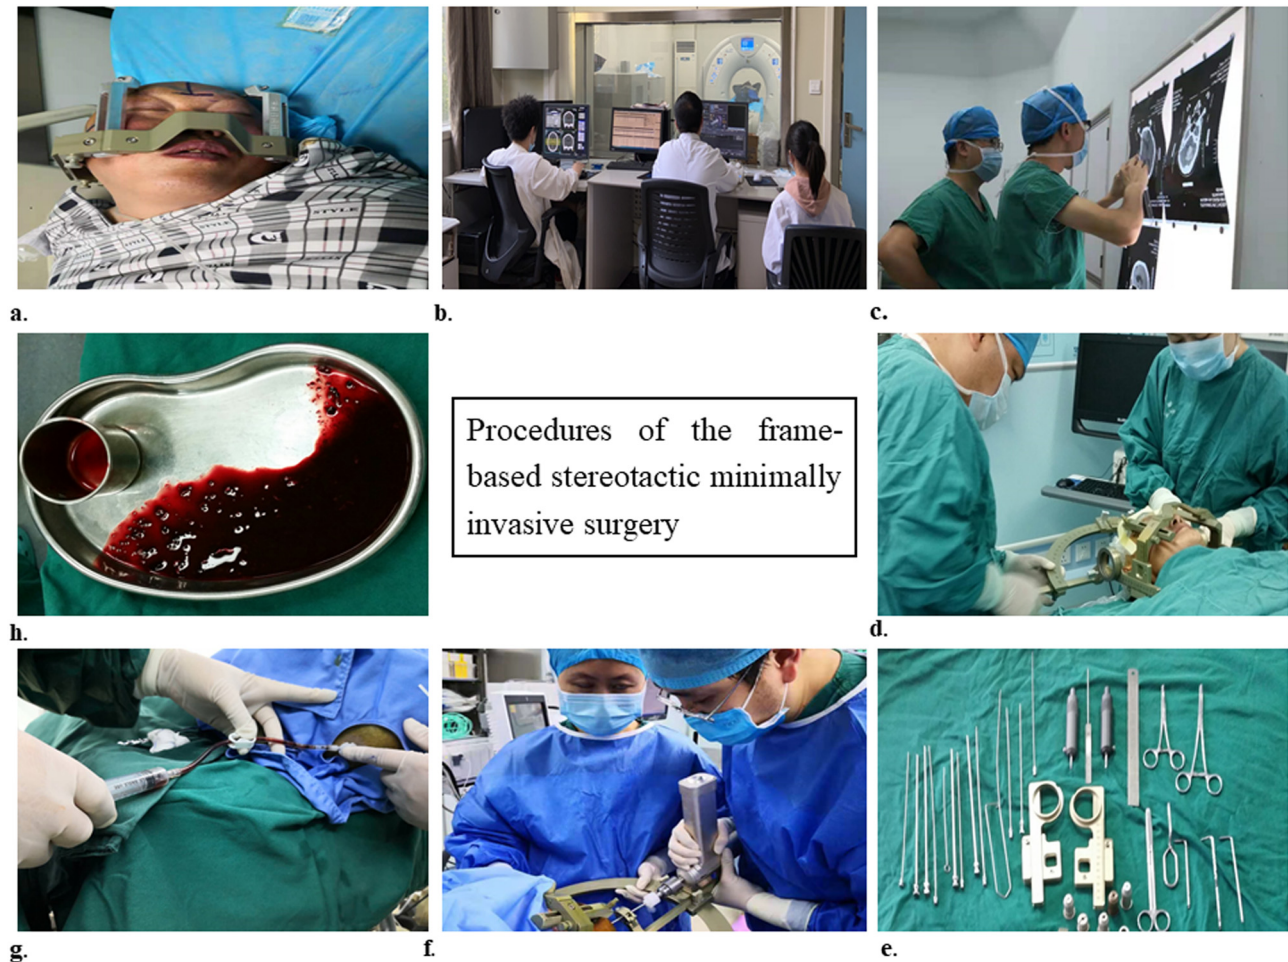 a.
b.
c.
Procedures of the frame-
based stereotactic minimally
invasive surgery
h.
d.
g.
f.
e.